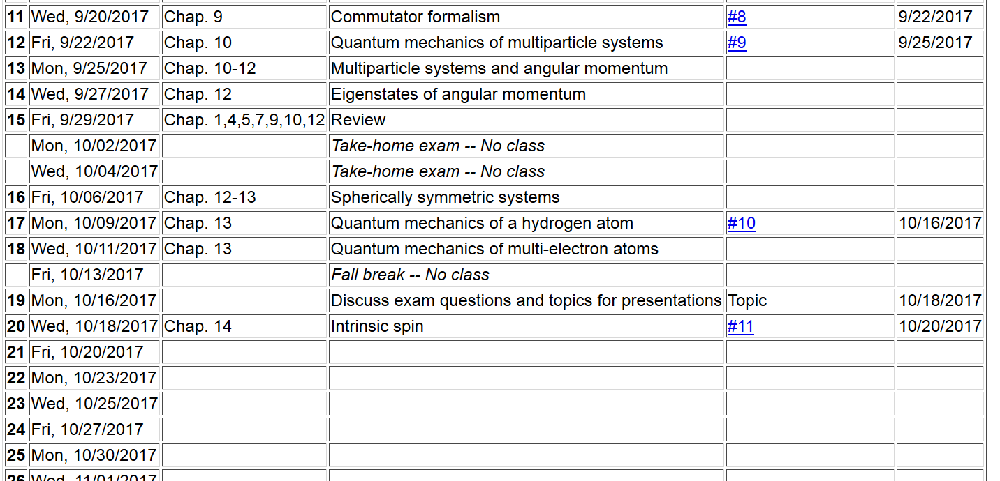 11 Wed, 9/20/2017 Chap. 9 Commutator formalism #8 9/22/2017
12 Fri, 9/22/2017 Chap. 10 Quantum mechanics of multiparticle systems #9 9/25/2017
13 Mon, 9/25/2017 Chap. 10-12 Multiparticle systems and angular momentum
14 Wed, 9/27/2017 Chap. 12 Eigenstates of angular momentum
15 Fri, 9/29/2017 Chap. 1,4,5,7,9,10,12 Review
Mon, 10/02/2017 Take-home exam -- No class
Wed, 10/04/2017 Take-home exam -- No class
16 Fri, 10/06/2017 Chap. 12-13 Spherically symmetric systems
17 Mon, 10/09/2017 Chap. 13 Quantum mechanics of a hydrogen atom #10 10/16/2017
18 Wed, 10/11/2017 Chap. 13 Quantum mechanics of multi-electron atoms
Fri, 10/13/2017 Fall break -- No class
19 Mon, 10/16/2017 Discuss exam questions and topics for presentations Topic 10/18/2017
20 Wed, 10/18/2017 Chap. 14 Intrinsic spin #11 10/20/2017
21 Fri, 10/20/2017
22 Mon, 10/23/2017
23 Wed, 10/25/2017
24 Fri, 10/27/2017
25 Mon, 10/30/2017
26 Wed, 11/01/2017